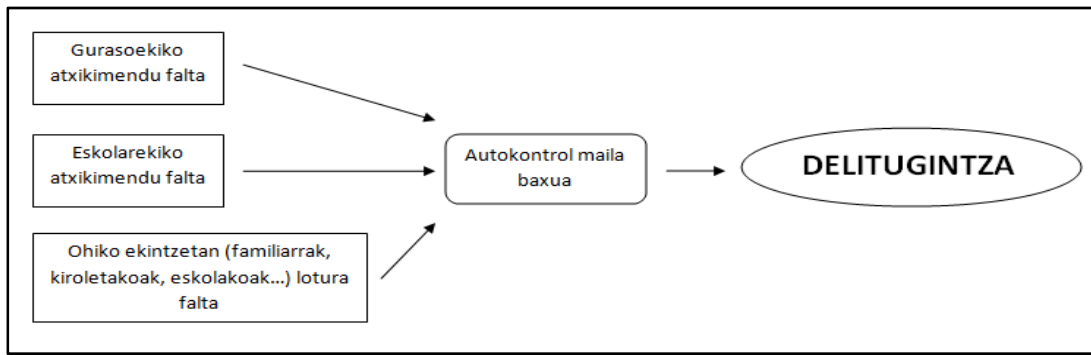 Gurasoekiko
atxikimendu falta
Eskolarekiko
atxikimendu falta
Ohiko ekintzetan (familiarrak,
kiroletakoak, eskolakoak...) lotura
falta
Autokontrol maila
baxua
DELITUGINTZA